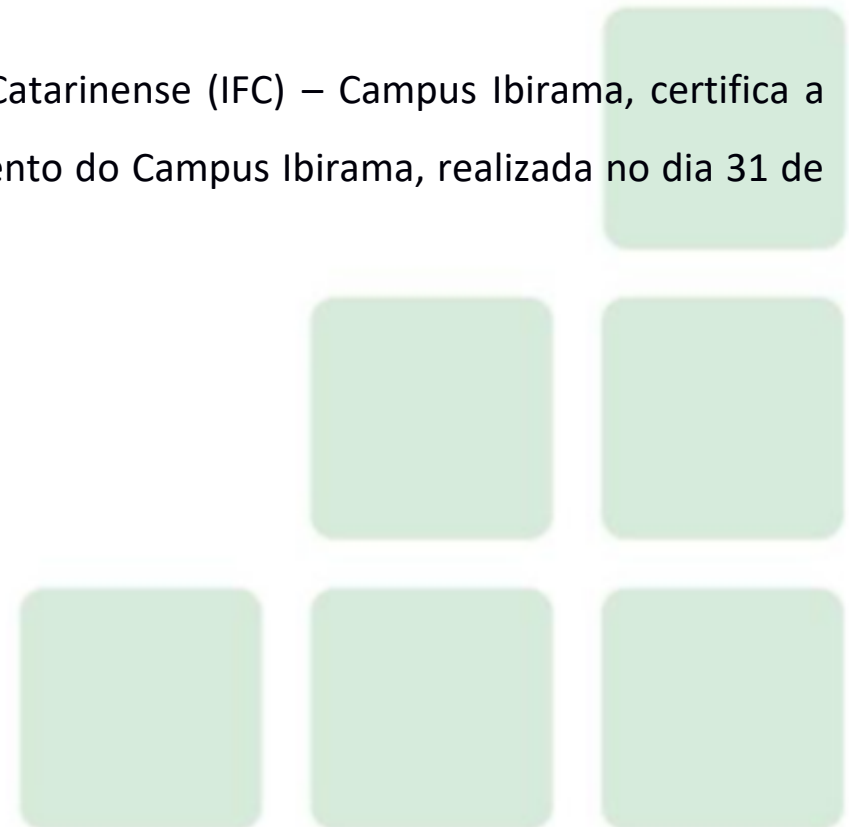 Catarinense (IFC) – Campus Ibirama, certifica a
ento do Campus Ibirama, realizada no dia 31 de